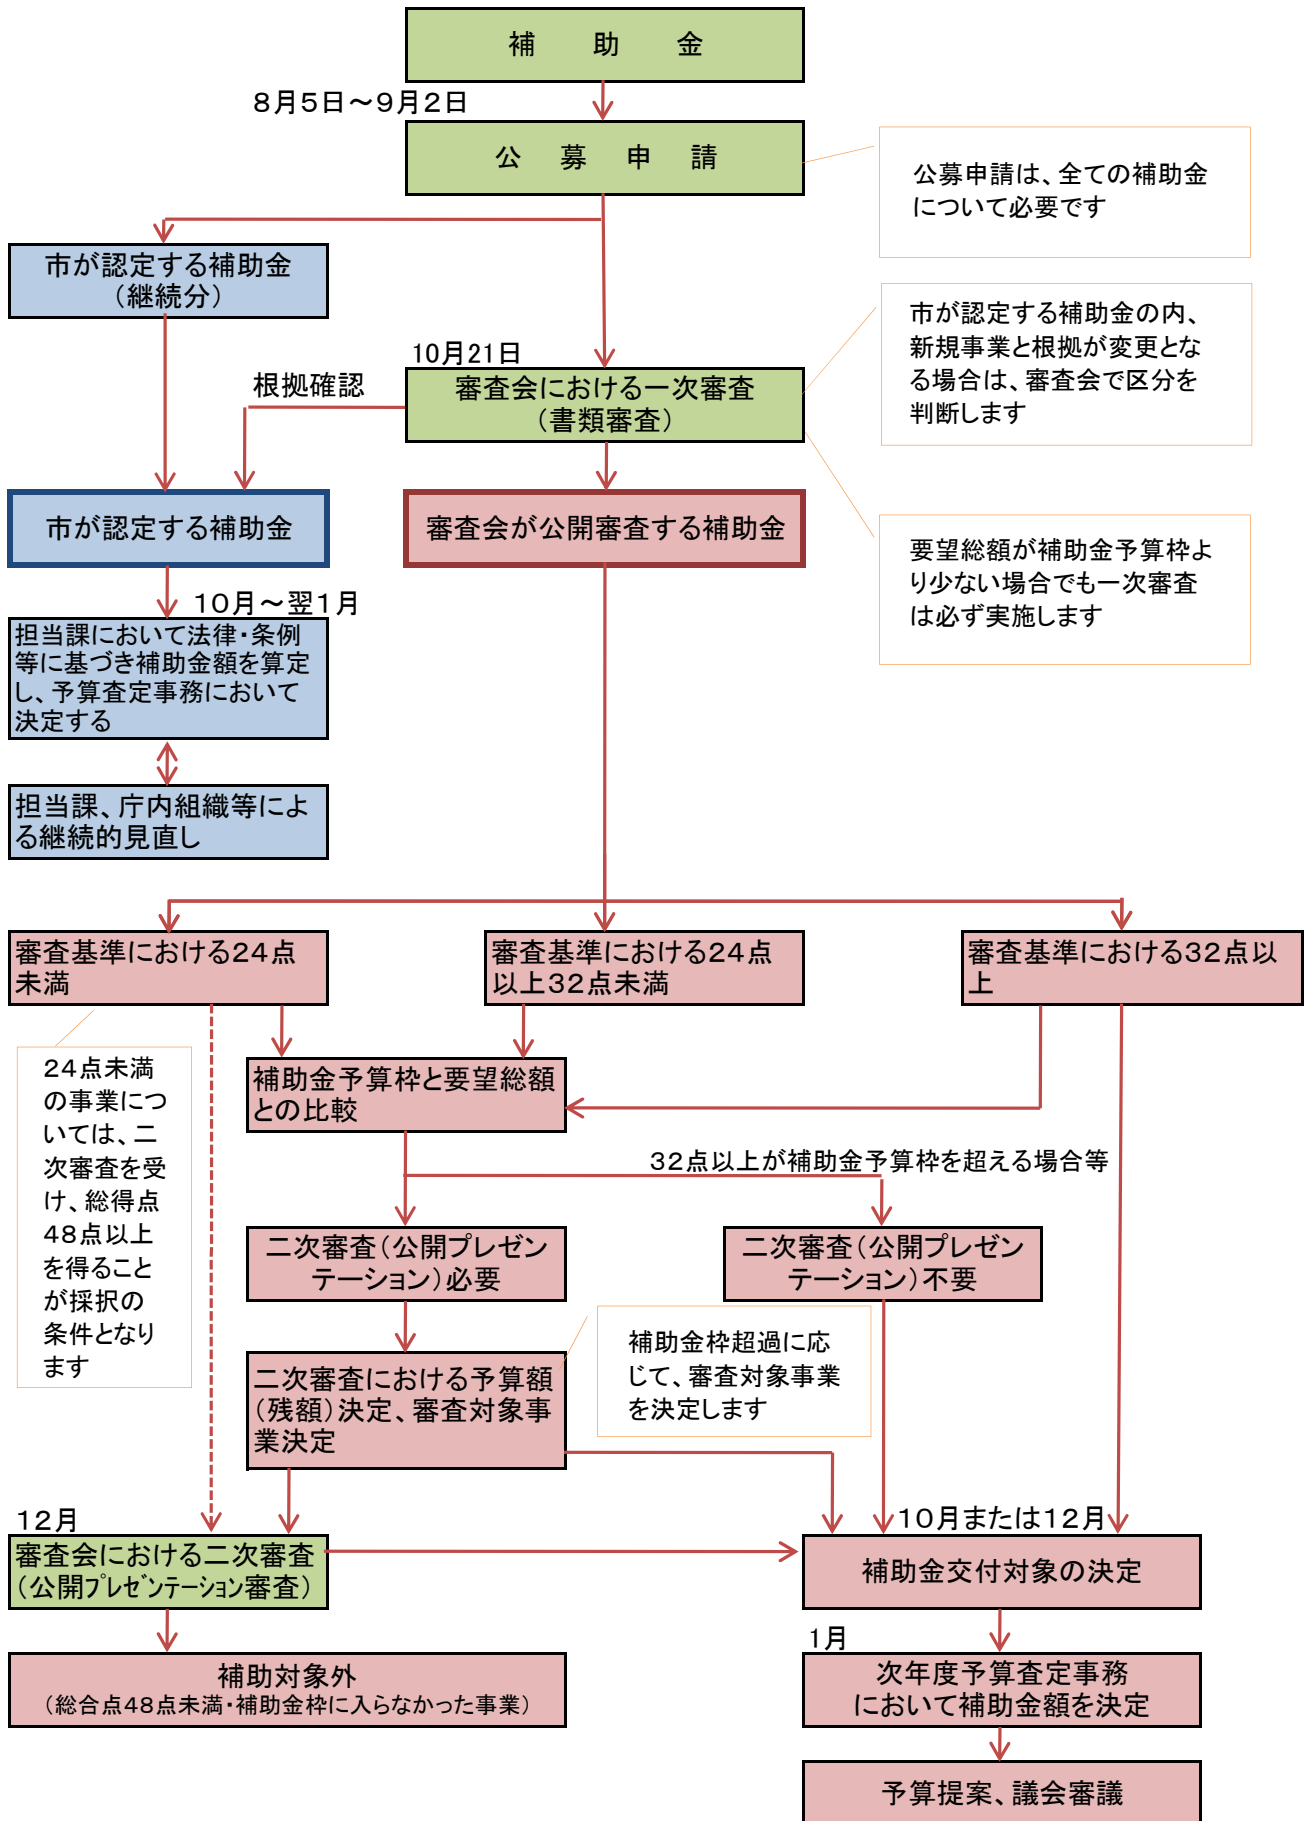 補　助　金
8月5日～9月2日
公　募　申　請
公募申請は、全ての補助金
について必要です
市が認定する補助金
（継続分）
市が認定する補助金の内、
新規事業と根拠が変更とな
る場合は、審査会で区分を
判断します
10月21日
根拠確認
審査会における一次審査
（書類審査）
市が認定する補助金
審査会が公開審査する補助金
要望総額が補助金予算枠よ
り少ない場合でも一次審査
は必ず実施します
10月～翌1月
担当課において法律・条例
等に基づき補助金額を算定
し、予算査定事務において
決定する
担当課、庁内組織等によ
る継続的見直し
審査基準における24点
未満
審査基準における24点
以上32点未満
審査基準における32点以
上
24点未満
の事業につ
いては、二
次審査を受
け、総得点
48点以上
を得ること
が採択の
条件となり
ます
補助金予算枠と要望総額
との比較
32点以上が補助金予算枠を超える場合等
二次審査（公開プレゼン
テーション）必要
二次審査（公開プレゼン
テーション）不要
補助金枠超過に応
じて、審査対象事業
を決定します
二次審査における予算額
（残額）決定、審査対象事
業決定
12月
審査会における二次審査
（公開ﾌﾟﾚｾﾞﾝﾃｰｼｮﾝ審査）
10月または12月
補助金交付対象の決定
補助対象外
（総合点48点未満・補助金枠に入らなかった事業）
1月
次年度予算査定事務
において補助金額を決定
予算提案、議会審議